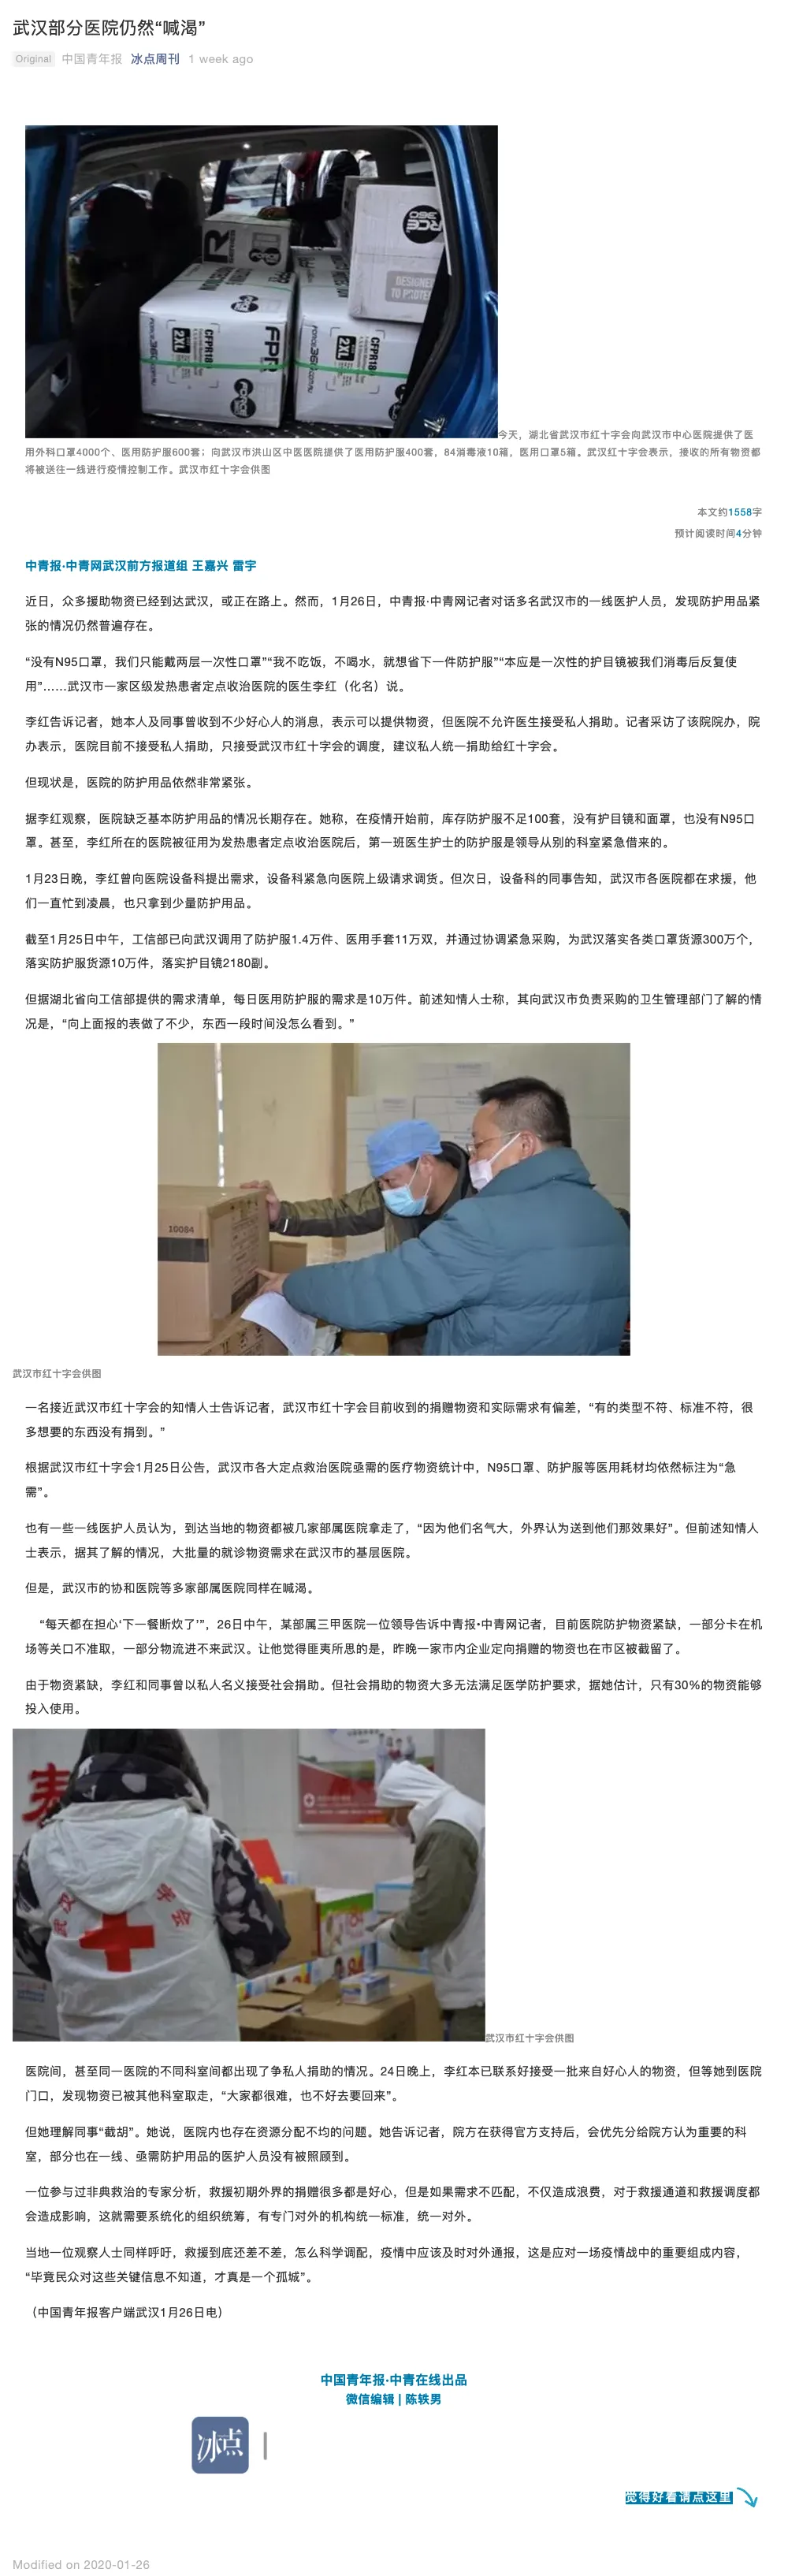 武汉部分医院仍然“喊渴”
Original 中国青年报 冰点周刊 1 week ago
R
360
RCE
DESIGNED
TO PROTEC
FORCE360
2XL
CFPR18
FPR
FORCE360
2XL
CFPR18
今天，湖北省武汉市红十字会向武汉市中心医院提供了医
用外科口罩4000个、医用防护服600套；向武汉市洪山区中医医院提供了医用防护服400套，84消毒液10箱，医用口罩5箱。武汉红十字会表示，接收的所有物资都
将被送往一线进行疫情控制工作。武汉市红十字会供图
本文约1558字
预计阅读时间4分钟
中青报·中青网武汉前方报道组 王嘉兴 雷宇
近日，众多援助物资已经到达武汉，或正在路上。然而，1月26日，中青报·中青网记者对话多名武汉市的一线医护人员，发现防护用品紧
张的情况仍然普遍存在。
“没有N95口罩，我们只能戴两层一次性口罩”“我不吃饭，不喝水，就想省下一件防护服”“本应是一次性的护目镜被我们消毒后反复使
用”……武汉市一家区级发热患者定点收治医院的医生李红（化名）说。
李红告诉记者，她本人及同事曾收到不少好心人的消息，表示可以提供物资，但医院不允许医生接受私人捐助。记者采访了该院院办，院
办表示，医院目前不接受私人捐助，只接受武汉市红十字会的调度，建议私人统一捐助给红十字会。
但现状是，医院的防护用品依然非常紧张。
据李红观察，医院缺乏基本防护用品的情况长期存在。她称，在疫情开始前，库存防护服不足100套，没有护目镜和面罩，也没有N95口
罩。甚至，李红所在的医院被征用为发热患者定点收治医院后，第一班医生护士的防护服是领导从别的科室紧急借来的。
1月23日晚，李红曾向医院设备科提出需求，设备科紧急向医院上级请求调货。但次日，设备科的同事告知，武汉市各医院都在求援，他
们一直忙到凌晨，也只拿到少量防护用品。
截至1月25日中午，工信部已向武汉调用了防护服1.4万件、医用手套11万双，并通过协调紧急采购，为武汉落实各类口罩货源300万个，
落实防护服货源10万件，落实护目镜2180副。
但据湖北省向工信部提供的需求清单，每日医用防护服的需求是10万件。前述知情人士称，其向武汉市负责采购的卫生管理部门了解的情
况是，“向上面报的表做了不少，东西一段时间没怎么看到。”
10084
武汉市红十字会供图
一名接近武汉市红十字会的知情人士告诉记者，武汉市红十字会目前收到的捐赠物资和实际需求有偏差，“有的类型不符、标准不符，很
多想要的东西没有捐到。”
根据武汉市红十字会1月25日公告，武汉市各大定点救治医院亟需的医疗物资统计中，N95口罩、防护服等医用耗材均依然标注为“急
需”。
也有一些一线医护人员认为，到达当地的物资都被几家部属医院拿走了，“因为他们名气大，外界认为送到他们那效果好”。但前述知情人
士表示，据其了解的情况，大批量的就诊物资需求在武汉市的基层医院。
但是，武汉市的协和医院等多家部属医院同样在喊渴。
“每天都在担心‘下一餐断炊了’”，26日中午，某部属三甲医院一位领导告诉中青报•中青网记者，目前医院防护物资紧缺，一部分卡在机
场等关口不准取，一部分物流进不来武汉。让他觉得匪夷所思的是，昨晚一家市内企业定向捐赠的物资也在市区被截留了。
由于物资紧缺，李红和同事曾以私人名义接受社会捐助。但社会捐助的物资大多无法满足医学防护要求，据她估计，只有30%的物资能够
投入使用。
武汉市红十字会供图
医院间，甚至同一医院的不同科室间都出现了争私人捐助的情况。24日晚上，李红本已联系好接受一批来自好心人的物资，但等她到医院
门口，发现物资已被其他科室取走，“大家都很难，也不好去要回来”。
但她理解同事“截胡”。她说，医院内也存在资源分配不均的问题。她告诉记者，院方在获得官方支持后，会优先分给院方认为重要的科
室，部分也在一线、亟需防护用品的医护人员没有被照顾到。
一位参与过非典救治的专家分析，救援初期外界的捐赠很多都是好心，但是如果需求不匹配，不仅造成浪费，对于救援通道和救援调度都
会造成影响，这就需要系统化的组织统筹，有专门对外的机构统一标准，统一对外。
当地一位观察人士同样呼吁，救援到底还差不差，怎么科学调配，疫情中应该及时对外通报，这是应对一场疫情战中的重要组成内容，
“毕竟民众对这些关键信息不知道，才真是一个孤城”。
（中国青年报客户端武汉1月26日电）
中国青年报·中青在线出品
微信编辑 | 陈轶男
冰点
觉得好看请点这里
Modified on 2020-01-26